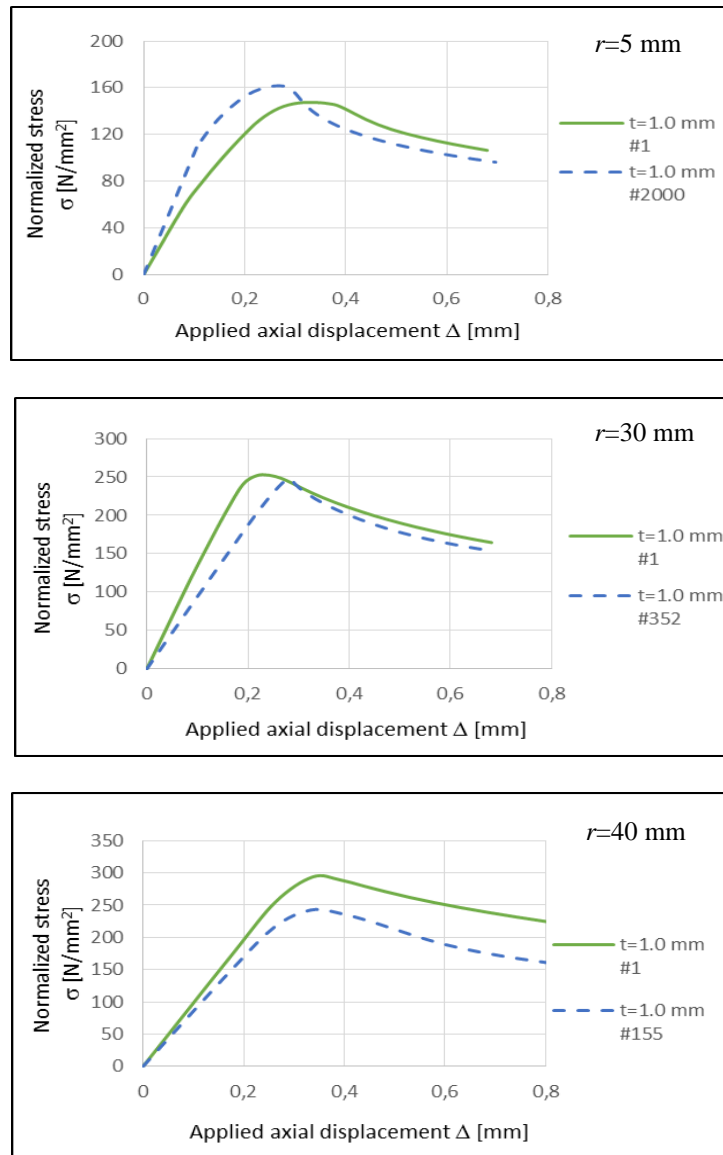 r=5 mm
200
160
120
80
40
0
0
0,2
0,4
0,6
0,8
Normalized stress
σ [N/mm²]
Applied axial displacement Δ [mm]
t=1.0 mm
#1
t=1.0 mm
#2000
r=30 mm
300
250
200
150
100
50
0
0
0,2
0,4
0,6
0,8
Normalized stress
σ [N/mm²]
Applied axial displacement Δ [mm]
t=1.0 mm
#1
t=1.0 mm
#352
r=40 mm
350
300
250
200
150
100
50
0
0
0,2
0,4
0,6
0,8
Normalized stress
σ [N/mm²]
Applied axial displacement Δ [mm]
t=1.0 mm
#1
t=1.0 mm
#155